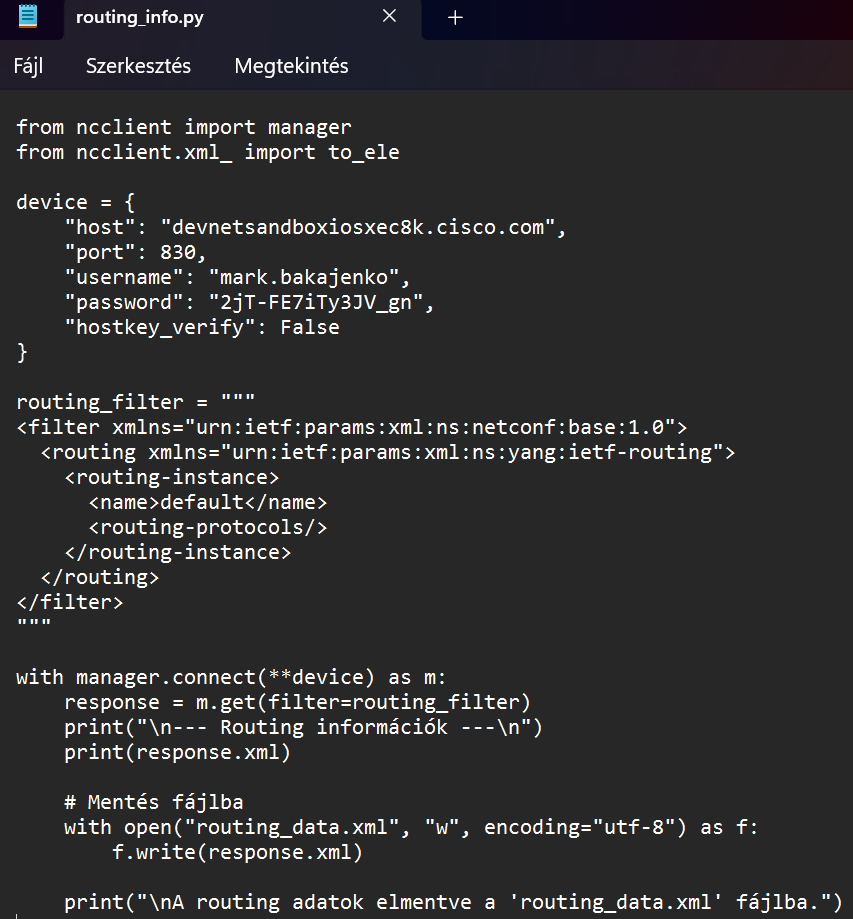 routing_info.py
Fájl Szerkesztés Megtekintés
from ncclient import manager
from ncclient.xml_ import to_ele

device = {
    "host": "devnetsandboxiosxec8k.cisco.com",
    "port": 830,
    "username": "mark.bakajenko",
    "password": "2jT-FE7iTy3JV_gn",
    "hostkey_verify": False
}

routing_filter = """
<filter xmlns="urn:ietf:params:xml:ns:netconf:base:1.0">
  <routing xmlns="urn:ietf:params:xml:ns:yang:ietf-routing">
    <routing-instance>
      <name>default</name>
      <routing-protocols/>
    </routing-instance>
  </routing>
</filter>
"""

with manager.connect(**device) as m:
    response = m.get(filter=routing_filter)
    print("\n--- Routing információk ---\n")
    print(response.xml)

    # Mentés fájlba
    with open("routing_data.xml", "w", encoding="utf-8") as f:
        f.write(response.xml)

    print("\nA routing adatok elmentve a 'routing_data.xml' fájlba.")